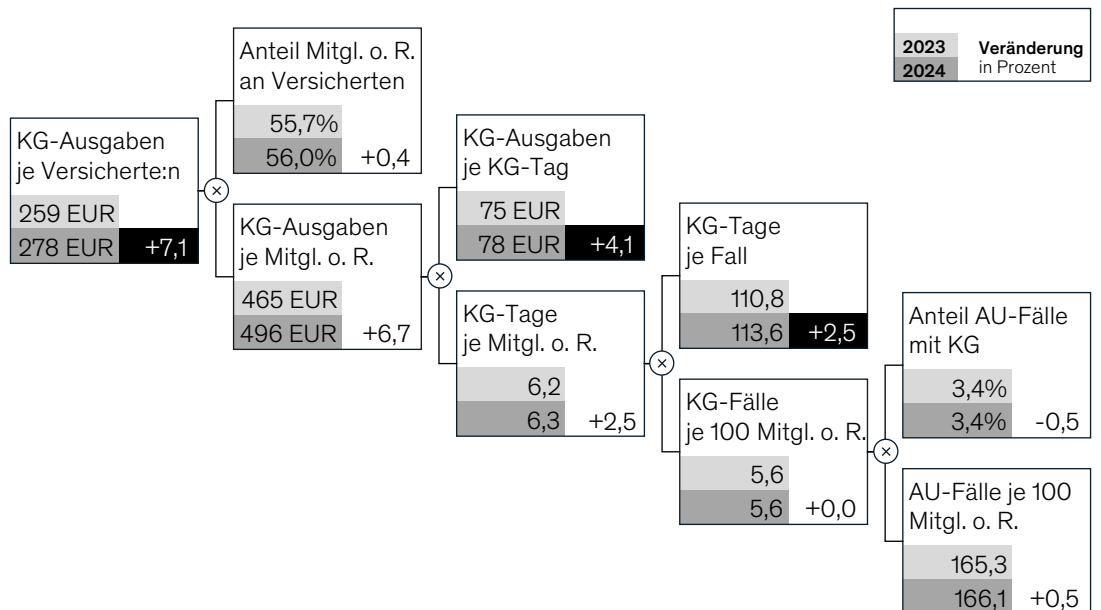 2023 Veränderung
2024 in Prozent
KG-Ausgaben
je Versicherte:n
259 EUR
278 EUR +7,1
×
Anteil Mitgl. o. R.
an Versicherten
55,7%
56,0% +0,4
KG-Ausgaben
je Mitgl. o. R.
465 EUR
496 EUR +6,7
×
KG-Ausgaben
je KG-Tag
75 EUR
78 EUR +4,1
KG-Tage
je Mitgl. o. R.
6,2
6,3 +2,5
×
KG-Tage
je Fall
110,8
113,6 +2,5
KG-Fälle
je 100 Mitgl. o. R.
5,6
5,6 +0,0
×
Anteil AU-Fälle
mit KG
3,4%
3,4% -0,5
AU-Fälle je 100
Mitgl. o. R.
165,3
166,1 +0,5